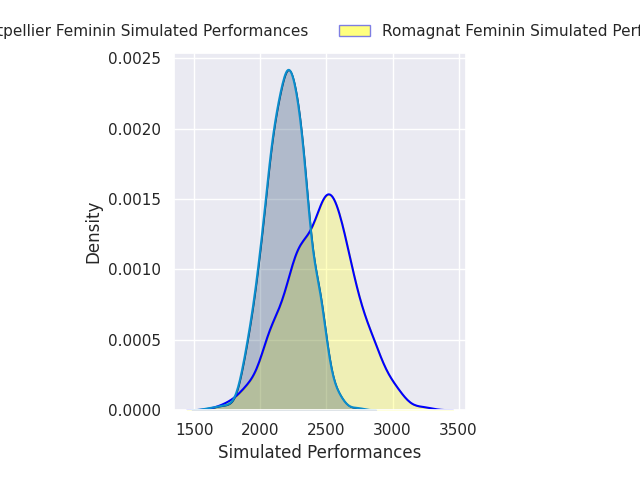 tpellier Feminin Simulated Performances Romagnat Feminin Simulated Perf
0.0025
0.0020
0.0015
0.0010
0.0005
0.0000
Density
1500 2000 2500 3000 3500
Simulated Performances